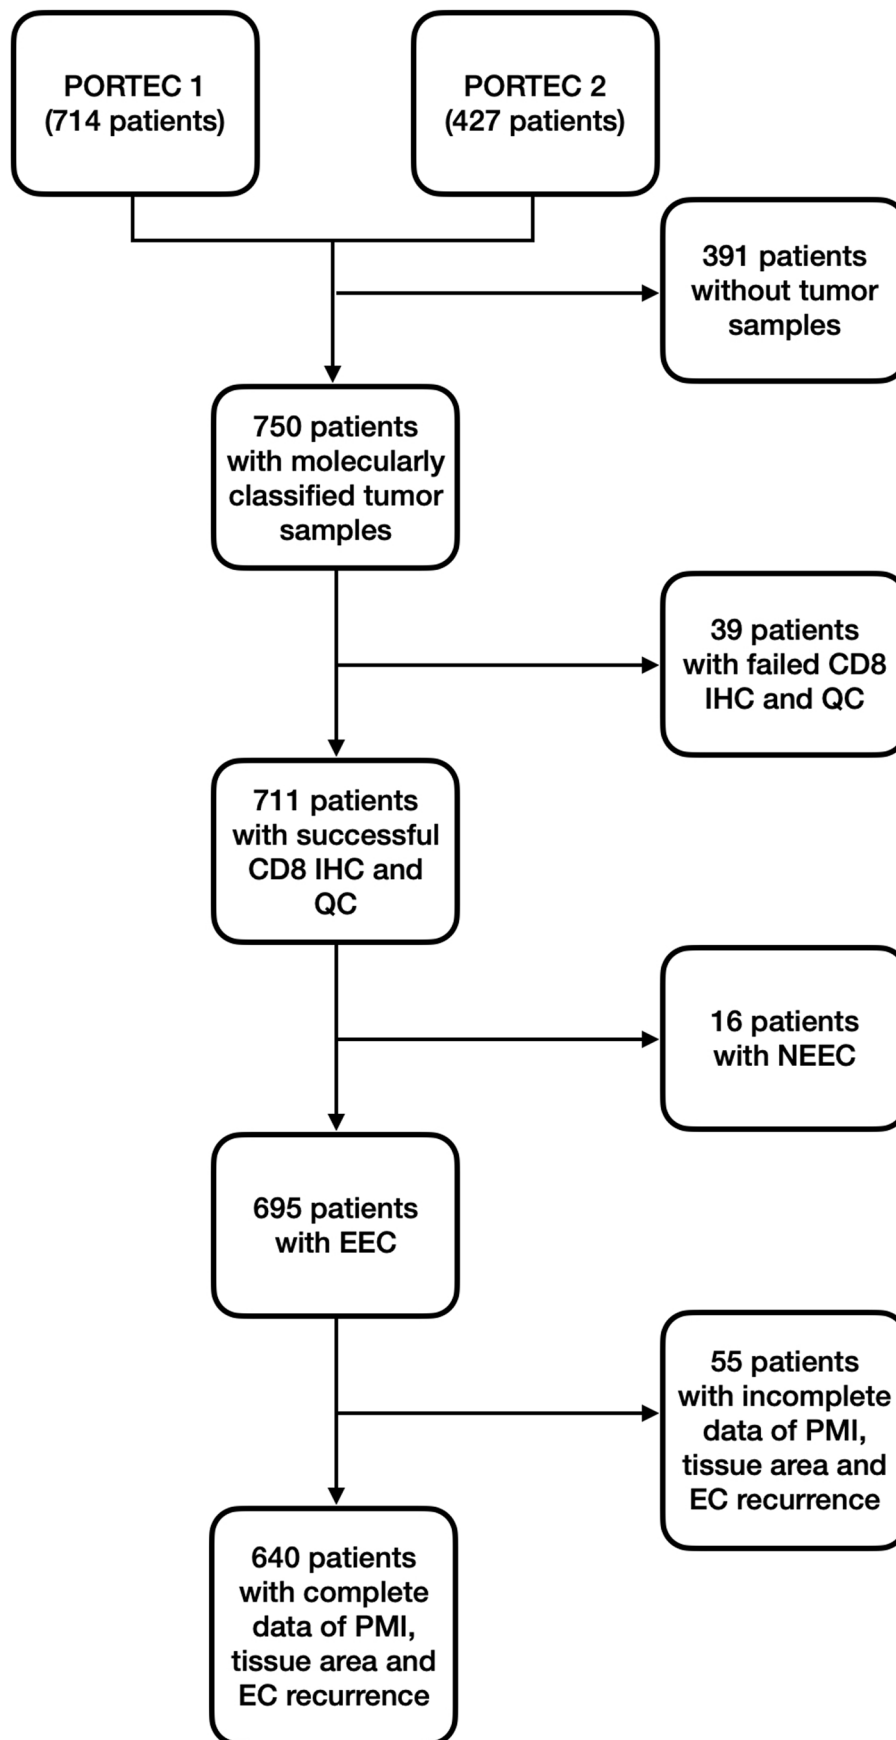 PORTEC 1
(714 patients)
PORTEC 2
(427 patients)
391 patients
without tumor
samples
750 patients
with molecularly
classified tumor
samples
39 patients
with failed CD8
IHC and QC
711 patients
with successful
CD8 IHC and
QC
16 patients
with NEEC
695 patients
with EEC
55 patients
with incomplete
data of PMI,
tissue area and
EC recurrence
640 patients
with complete
data of PMI,
tissue area and
EC recurrence